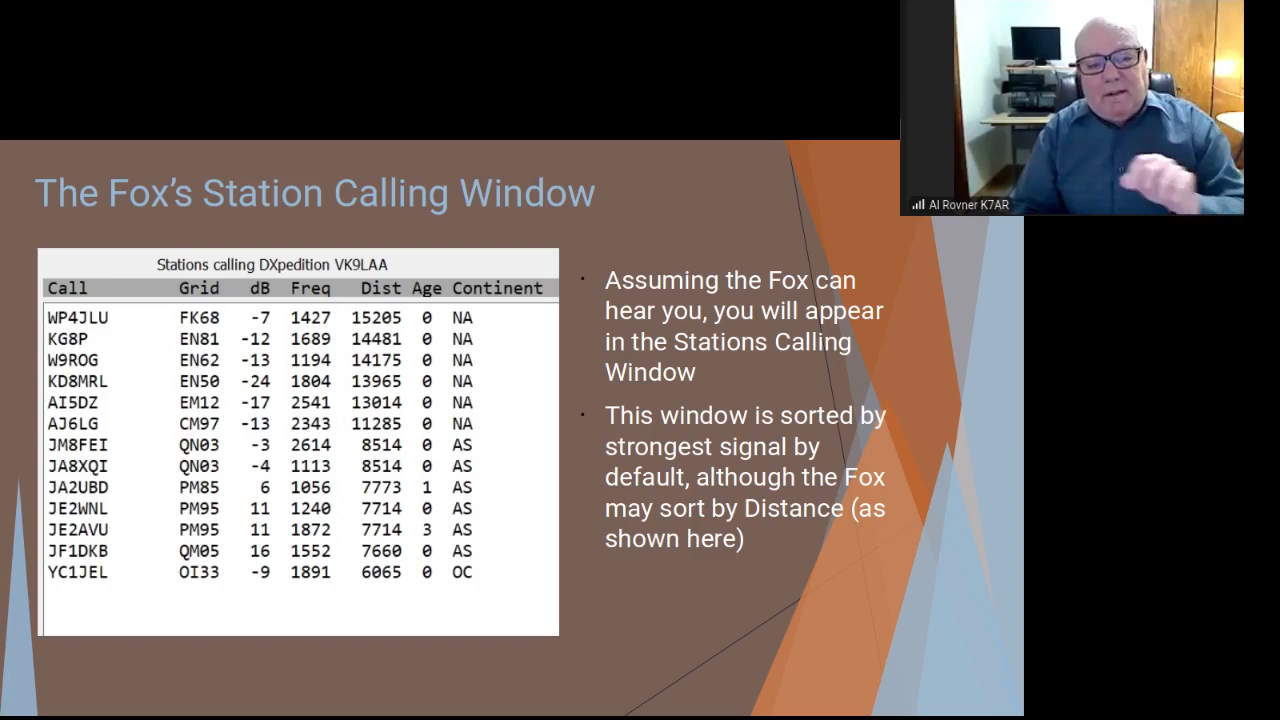 Al Rovner K7AR
The Fox's Station Calling Window
Stations calling DXpedition VK9LAA
Call Grid dB Freq Dist Age Continent
WP4JLU FK68 -7 1427 15205 0 NA
KG8P EN81 -12 1689 14481 0 NA
W9ROG EN62 -13 1194 14175 0 NA
KD8MRL EN50 -24 1804 13965 0 NA
AI5DZ EM12 -17 2541 13014 0 NA
AJ6LG CM97 -13 2343 11285 0 NA
JM8FEI QN03 -3 2614 8514 0 AS
JA8XQI QN03 -4 1113 8514 0 AS
JA2UBD PM85 6 1056 7773 1 AS
JE2WNL PM95 11 1240 7714 0 AS
JE2AVU PM95 11 1872 7714 3 AS
JF1DKB QM05 16 1552 7660 0 AS
YC1JEL OI33 -9 1891 6065 0 OC
· Assuming the Fox can
hear you, you will appear
in the Stations Calling
Window
· This window is sorted by
strongest signal by
default, although the Fox
may sort by Distance (as
shown here)